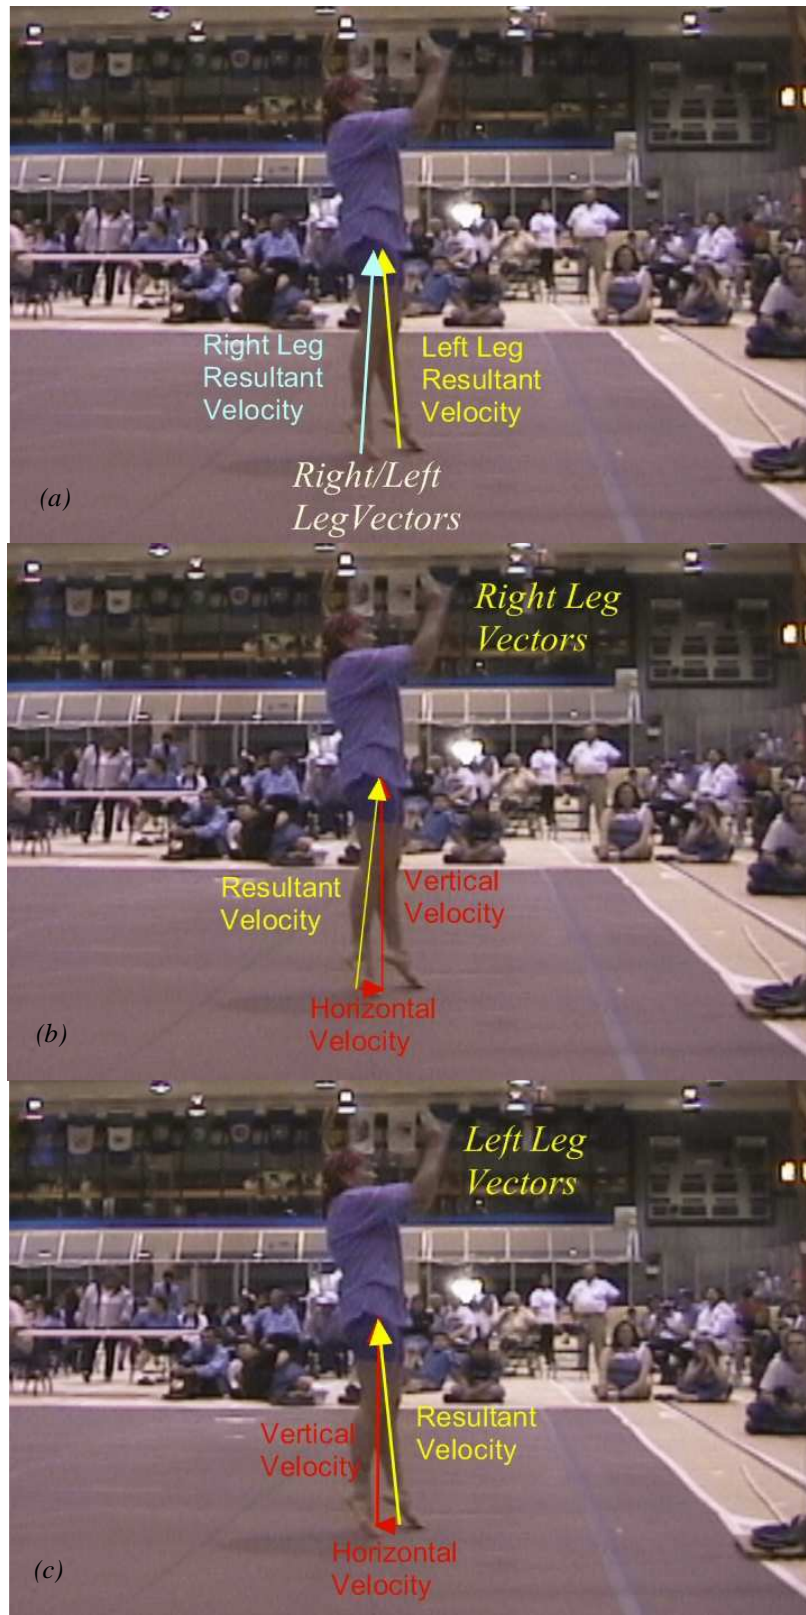 Right Leg
Resultant
Velocity
Left Leg
Resultant
Velocity
Right/Left
LegVectors
(a)
Right Leg
Vectors
Resultant
Velocity
Vertical
Velocity
Horizontal
Velocity
(b)
Left Leg
Vectors
Vertical
Velocity
Resultant
Velocity
Horizontal
Velocity
(c)